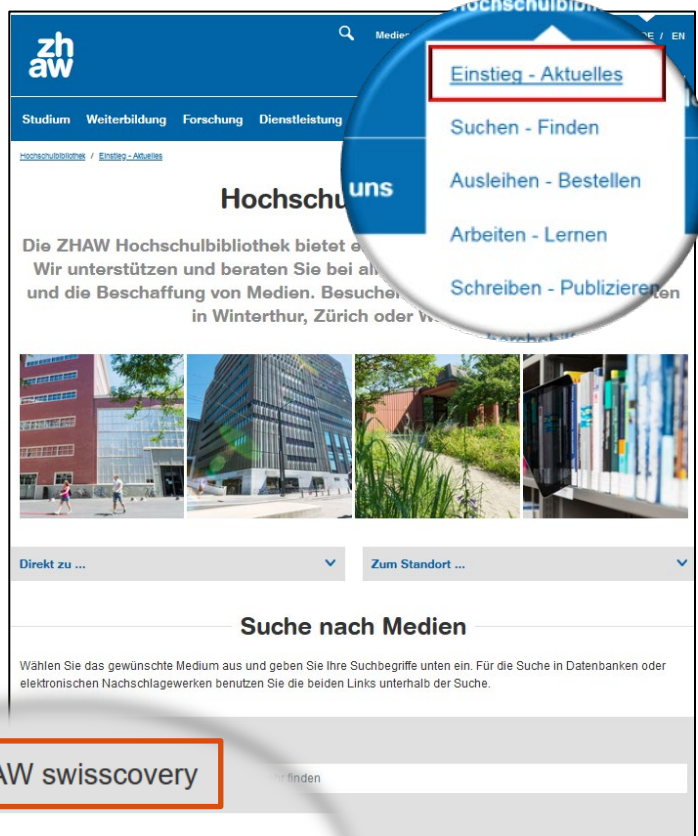 Hochschulbibl
zh
aw
Medien
DE / EN
Studium Weiterbildung Forschung Dienstleistung
uns
Einstieg - Aktuelles
Suchen - Finden
Ausleihen - Bestellen
Arbeiten - Lernen
Schreiben - Publizieren
Hochschulbibliothek / Einstieg - Aktuelles
Hochschu
Die ZHAW Hochschulbibliothek bietet
Wir unterstützen und beraten Sie bei
und die Beschaffung von Medien. Besuchen
in Winterthur, Zürich oder
Direkt zu ...
Zum Standort ...
Suche nach Medien
Wählen Sie das gewünschte Medium aus und geben Sie Ihre Suchbegriffe unten ein. Für die Suche in Datenbanken oder
elektronischen Nachschlagewerken benutzen Sie die beiden Links unterhalb der Suche.
AW swisscovery
finden